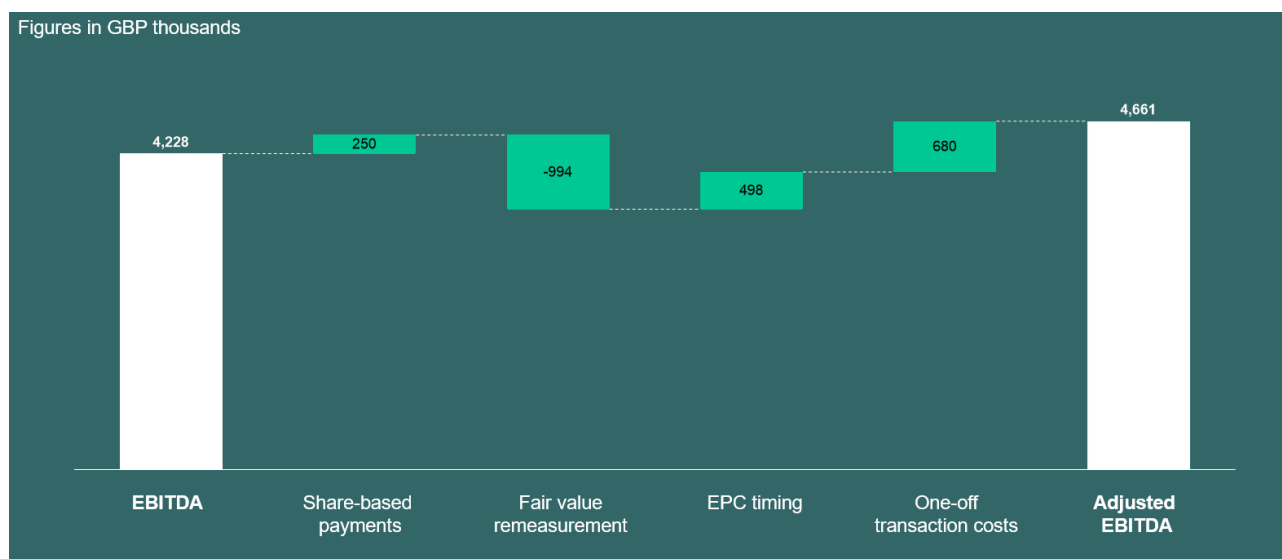 Figures in GBP thousands
4,228
250
-994
498
680
4,661
EBITDA
Share-based
payments
Fair value
remeasurement
EPC timing
One-off
transaction costs
Adjusted
EBITDA